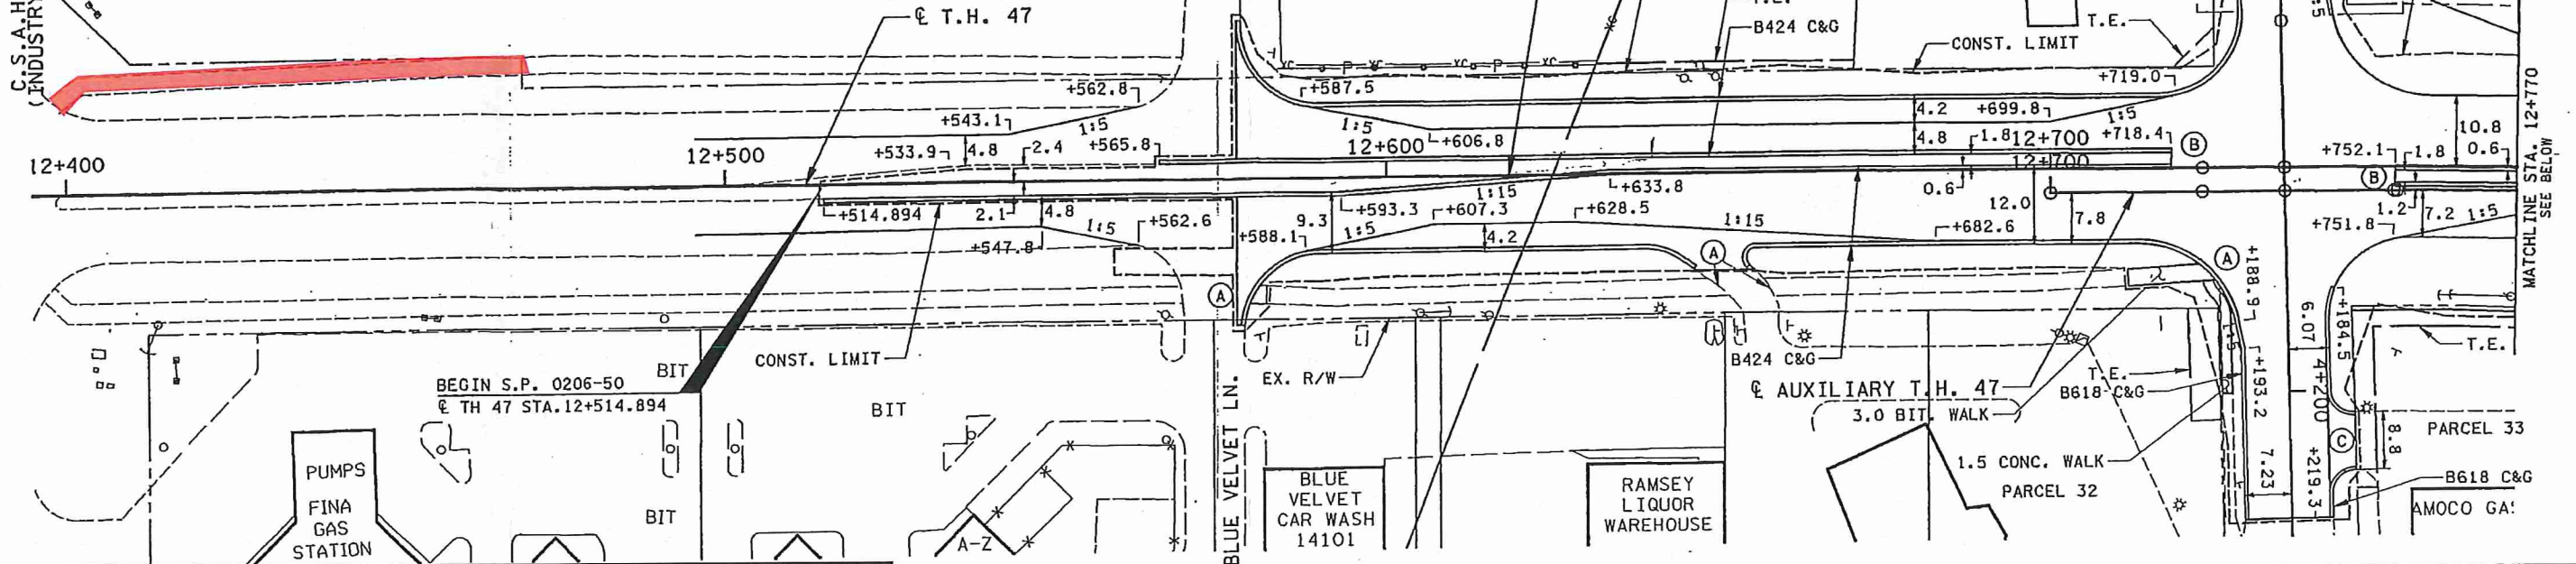 C.S.A.H.
(INDUSTRY
℄ T.H. 47
B424 C&G
T.E.
CONST. LIMIT
+719.0
+562.8
+587.5
4.2
+699.8
1:5
+543.1
1:5
1:5
+606.8
4.8
1.8
12+700
+718.4
B
10.8
+533.9
4.8
2.4
+565.8
12+600
12+700
+752.1
1.8
0.6
12+400
12+500
0.6
B
MATCHLINE STA. 12+770
SEE BELOW
+514.894
2.1
4.8
+562.6
9.3
+593.3
1:15
+633.8
12.0
7.8
1.2
7.2
1:5
+607.3
+628.5
1:15
+751.8
+547.8
1:5
+588.1
1:5
4.2
+682.6
A
A
A
+188.9
6.07
+184.5
1:5
CONST. LIMIT
BIT
BEGIN S.P. 0206-50
℄ TH 47 STA.12+514.894
BIT
EX. R/W
B424 C&G
T.E.
T.E.
℄ AUXILIARY T.H. 47
B618 C&G
3.0 BIT. WALK
+193.2
4+200
C
8.8
PARCEL 33
BLUE VELVET LN.
PUMPS
FINA
GAS
STATION
BIT
A-Z
BLUE
VELVET
CAR WASH
14101
RAMSEY
LIQUOR
WAREHOUSE
1.5 CONC. WALK
PARCEL 32
7.23
+219.3
B618 C&G
AMOCO GAS